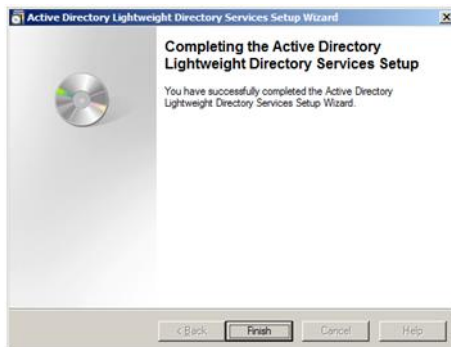 Active Directory Lightweight Directory Services Setup Wizard
Completing the Active Directory
Lightweight Directory Services Setup
You have successfully completed the Active Directory
Lightweight Directory Services Setup Wizard.
< Back
Finish
Cancel
Help